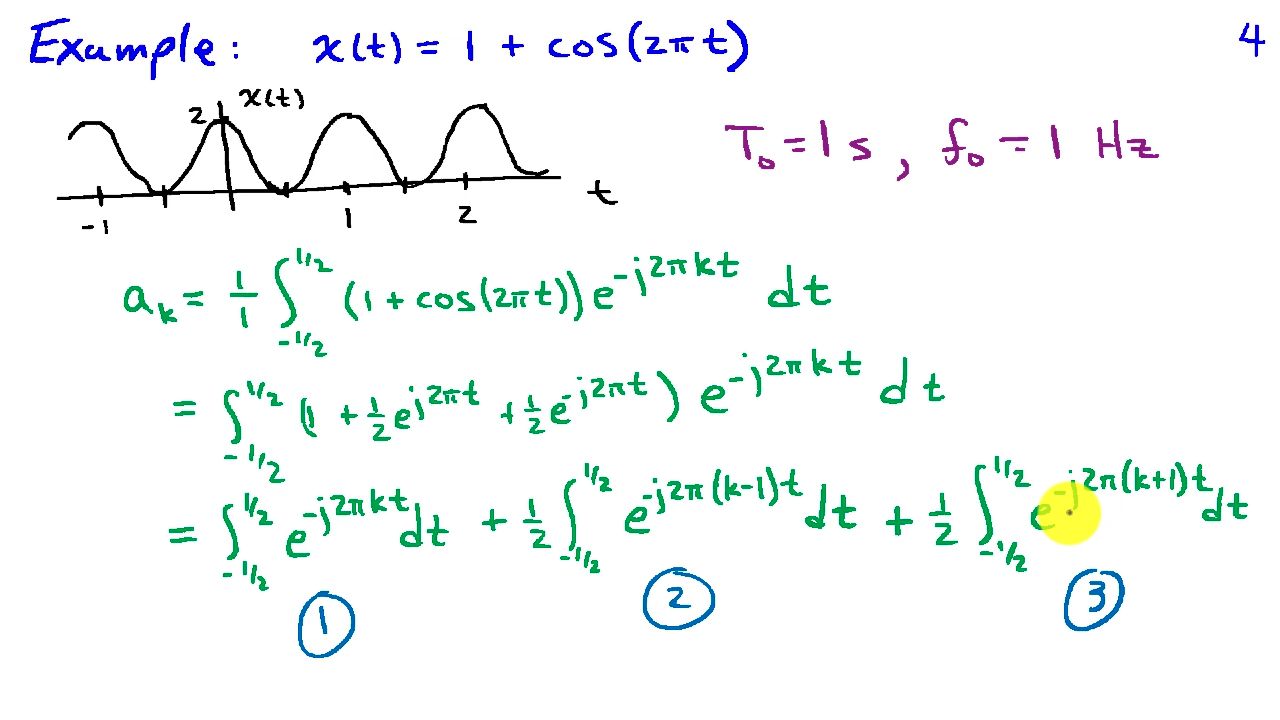 Example: x(t) = 1 + cos(2πt)
4
2 x(t)
T₀ = 1 s, f₀ = 1 Hz
t
-1 1 2
aₖ = 1/1 ∫_{-1/2}^{1/2} (1 + cos(2πt)) e^{-j2πkt} dt
= ∫_{-1/2}^{1/2} (1 + 1/2 e^{j2πt} + 1/2 e^{-j2πt}) e^{-j2πkt} dt
= ∫_{-1/2}^{1/2} e^{-j2πkt} dt + 1/2 ∫_{-1/2}^{1/2} e^{-j2π(k-1)t} dt + 1/2 ∫_{-1/2}^{1/2} e^{-j2π(k+1)t} dt
① ② ③